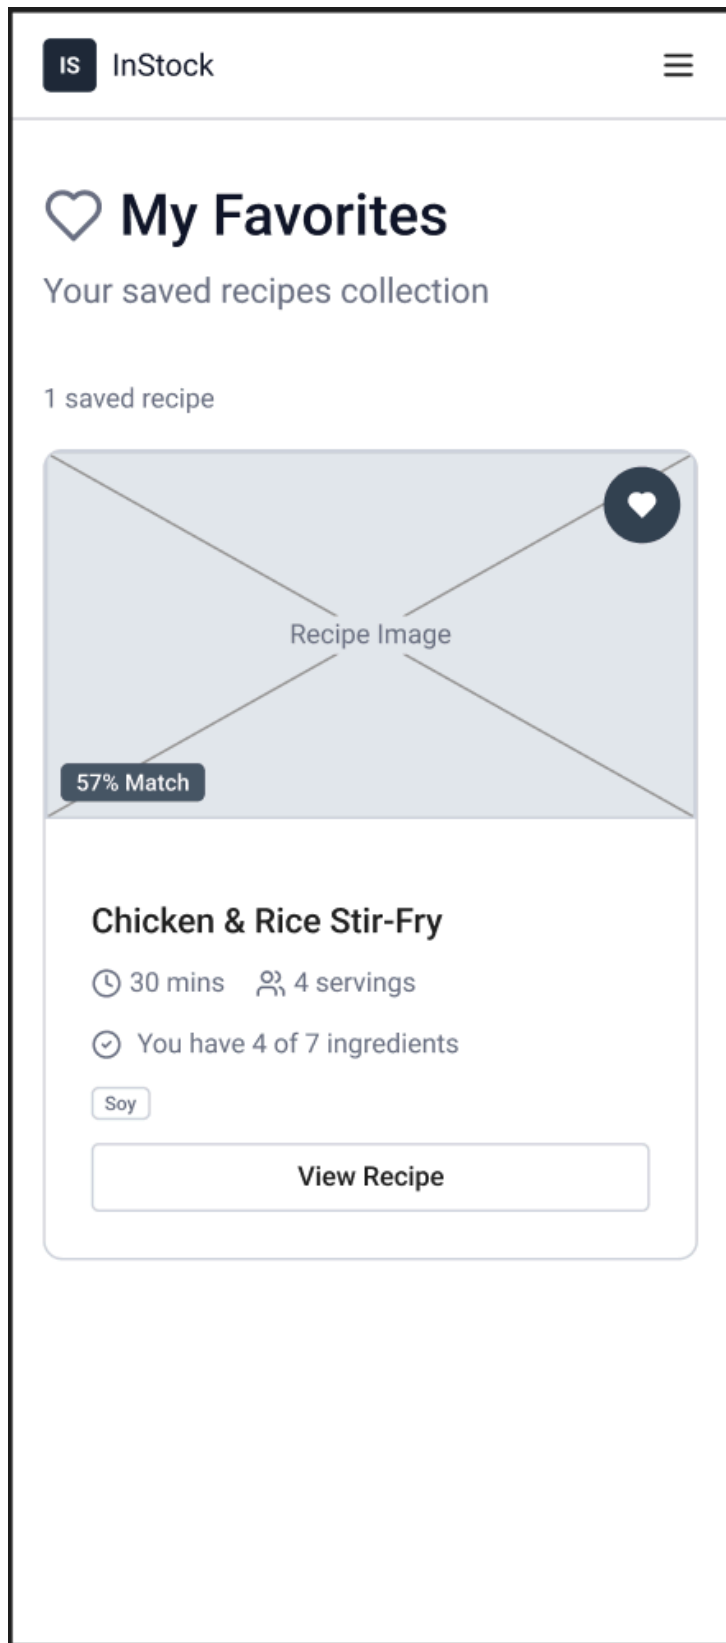 IS InStock
My Favorites
Your saved recipes collection
1 saved recipe
Recipe Image
57% Match
Chicken & Rice Stir-Fry
30 mins 4 servings
You have 4 of 7 ingredients
Soy
View Recipe